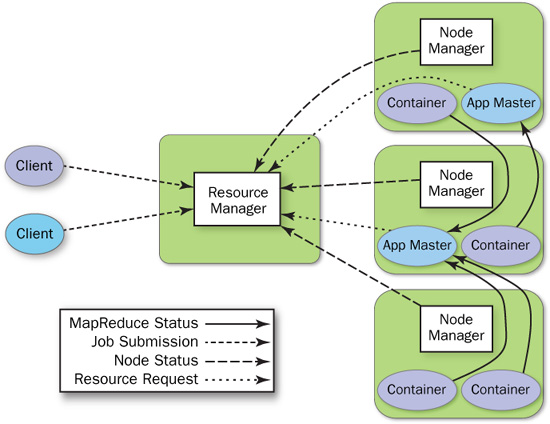 Node
Manager
Container
App Master
Client
Resource
Manager
Node
Manager
Client
App Master
Container
MapReduce Status
Job Submission
Node Status
Resource Request
Node
Manager
Container
Container